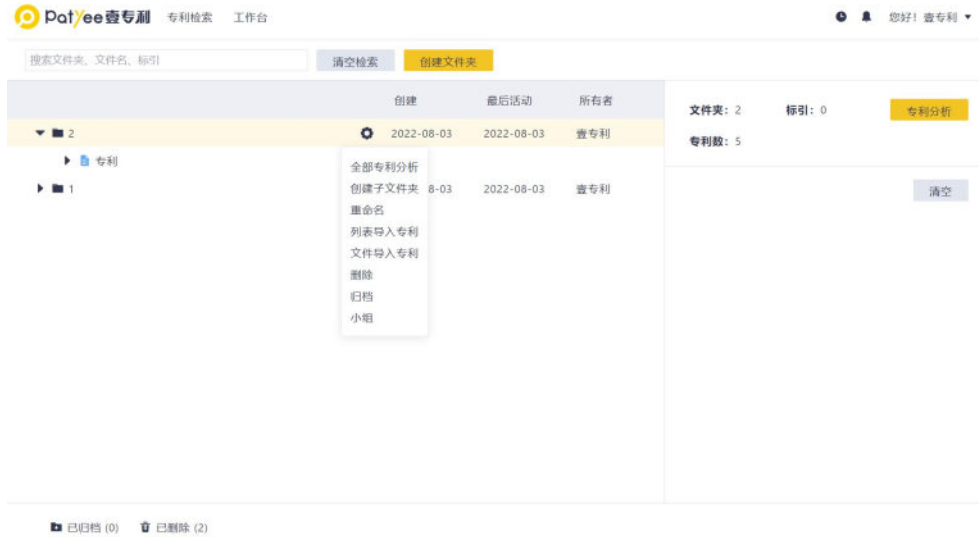 Patyee壹专利 专利检索 工作台 您好！壹专利
搜索文件夹、文件名、标引 清空检索 创建文件夹
创建 最后活动 所有者
文件夹：2 标引：0 专利分析
2 2022-08-03 2022-08-03 壹专利
专利数：5
专利
全部专利分析
1 创建子文件夹 8-03 2022-08-03 壹专利 清空
重命名
列表导入专利
文件导入专利
删除
归档
小组
已归档 (0) 已删除 (2)